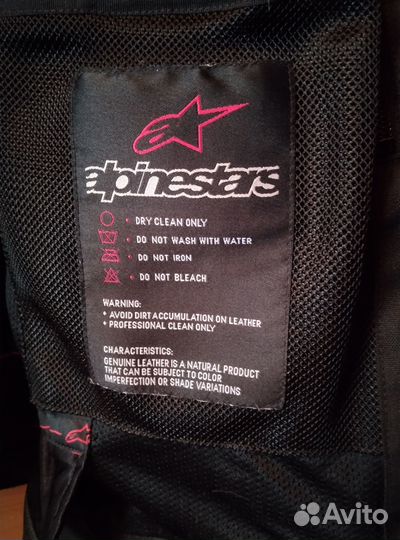 alpinestars
• DRY CLEAN ONLY
• DO NOT WASH WITH WATER
• DO NOT IRON
• DO NOT BLEACH
WARNING:
• AVOID DIRT ACCUMULATION ON LEATHER
• PROFESSIONAL CLEAN ONLY
CHARACTERISTICS:
GENUINE LEATHER IS A NATURAL PRODUCT
THAT CAN BE SUBJECT TO COLOR
IMPERFECTION OR SHADE VARIATIONS
Avito